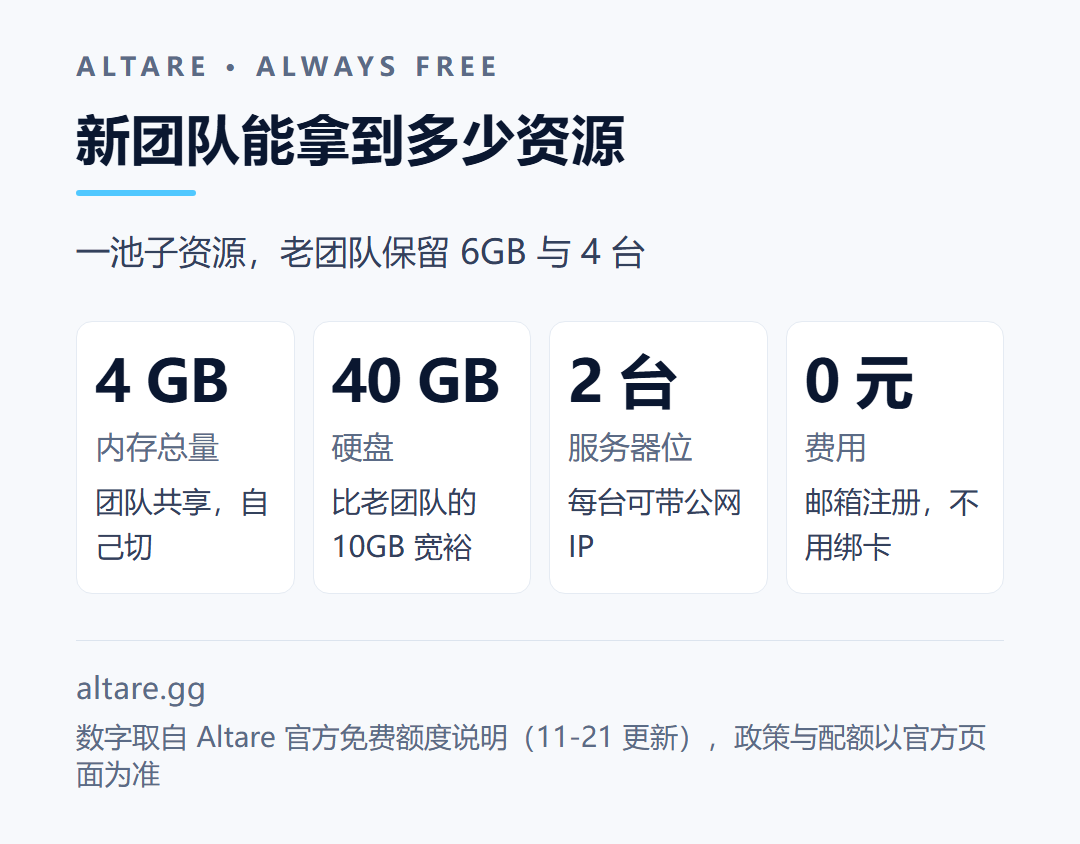 ALTARE • ALWAYS FREE
新团队能拿到多少资源
一池子资源，老团队保留 6GB 与 4 台
4 GB
内存总量
团队共享，自
己切
40 GB
硬盘
比老团队的
10GB 宽裕
2 台
服务器位
每台可带公网
IP
0 元
费用
邮箱注册，不
用绑卡
altare.gg
数字取自 Altare 官方免费额度说明（11-21 更新），政策与配额以官方页
面为准